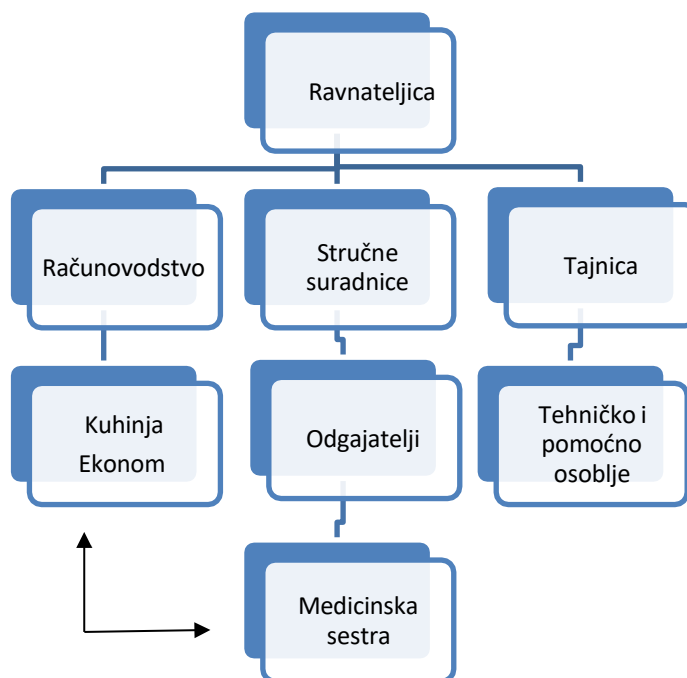 Ravnateljica
Računovodstvo
Stručne
suradnice
Tajnica
Kuhinja
Ekonom
Odgajatelji
Tehničko i
pomoćno
osoblje
Medicinska
sestra